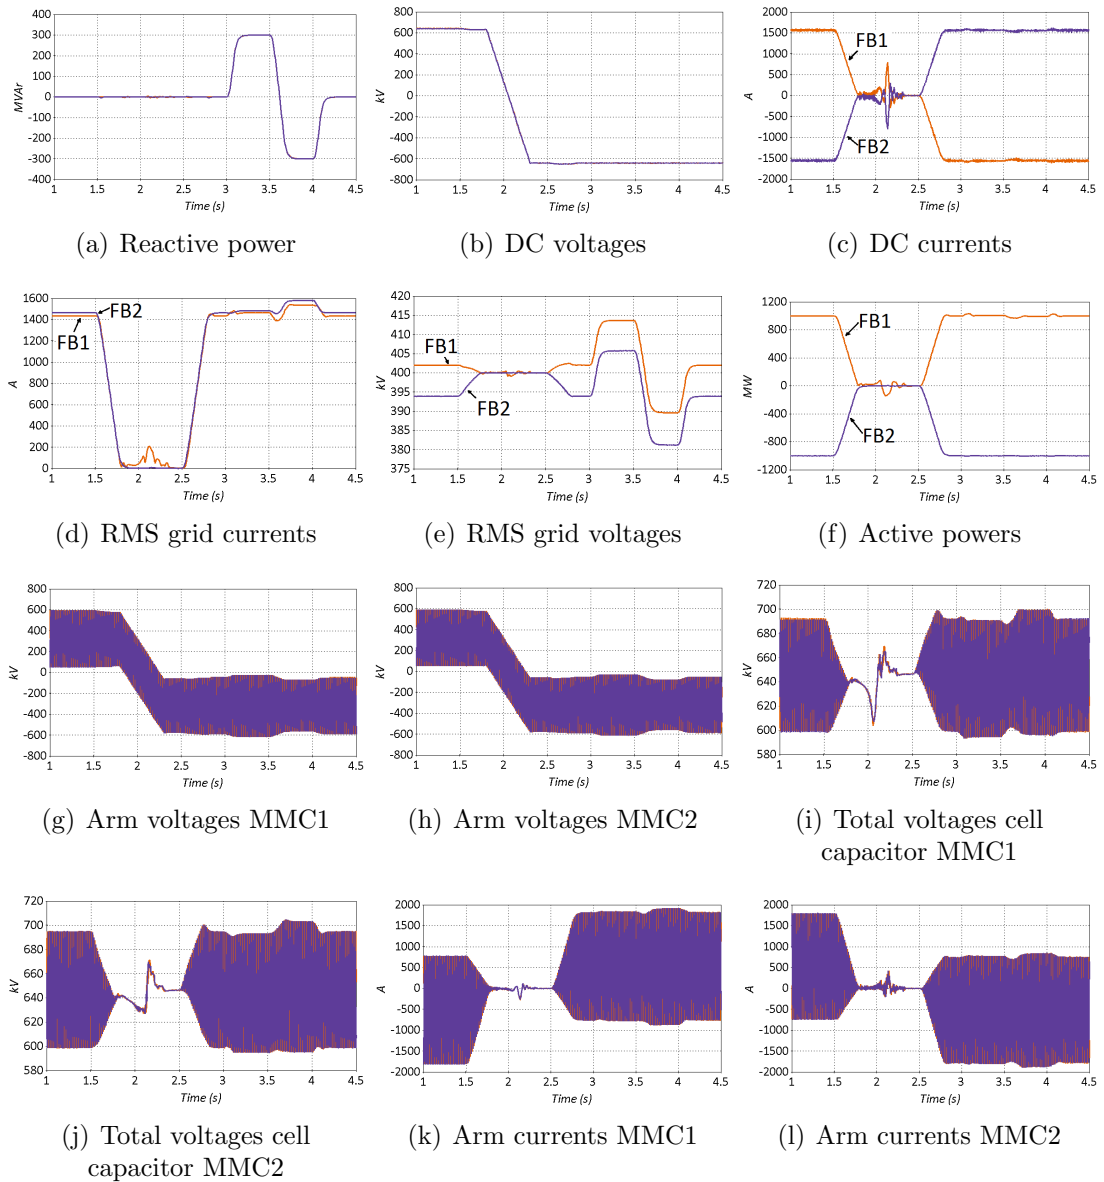 400
300
200
100
0
-100
-200
-300
-400
MVAr
1 1.5 2 2.5 3 3.5 4 4.5
Time (s)
(a) Reactive power
800
600
400
200
0
-200
-400
-600
-800
kV
1 1.5 2 2.5 3 3.5 4 4.5
Time (s)
(b) DC voltages
2000
1500
1000
500
0
-500
-1000
-1500
-2000
A
FB1
FB2
1 1.5 2 2.5 3 3.5 4 4.5
Time (s)
(c) DC currents
1600
1400
1200
1000
800
600
400
200
0
A
FB2
FB1
1 1.5 2 2.5 3 3.5 4 4.5
Time (s)
(d) RMS grid currents
420
415
410
405
400
395
390
385
380
375
kV
FB1
FB2
1 1.5 2 2.5 3 3.5 4 4.5
Time (s)
(e) RMS grid voltages
1200
800
400
0
-400
-800
-1200
MW
FB1
FB2
1 1.5 2 2.5 3 3.5 4 4.5
Time (s)
(f) Active powers
800
600
400
200
0
-200
-400
-600
-800
kV
1 1.5 2 2.5 3 3.5 4 4.5
Time (s)
(g) Arm voltages MMC1
800
600
400
200
0
-200
-400
-600
-800
kV
1 1.5 2 2.5 3 3.5 4 4.5
Time (s)
(h) Arm voltages MMC2
720
700
680
660
640
620
600
580
kV
1 1.5 2 2.5 3 3.5 4 4.5
Time (s)
(i) Total voltages cell
capacitor MMC1
720
700
680
660
640
620
600
580
kV
1 1.5 2 2.5 3 3.5 4 4.5
Time (s)
(j) Total voltages cell
capacitor MMC2
2000
1500
1000
500
0
-500
-1000
-1500
-2000
A
1 1.5 2 2.5 3 3.5 4 4.5
Time (s)
(k) Arm currents MMC1
2000
1500
1000
500
0
-500
-1000
-1500
-2000
A
1 1.5 2 2.5 3 3.5 4 4.5
Time (s)
(l) Arm currents MMC2